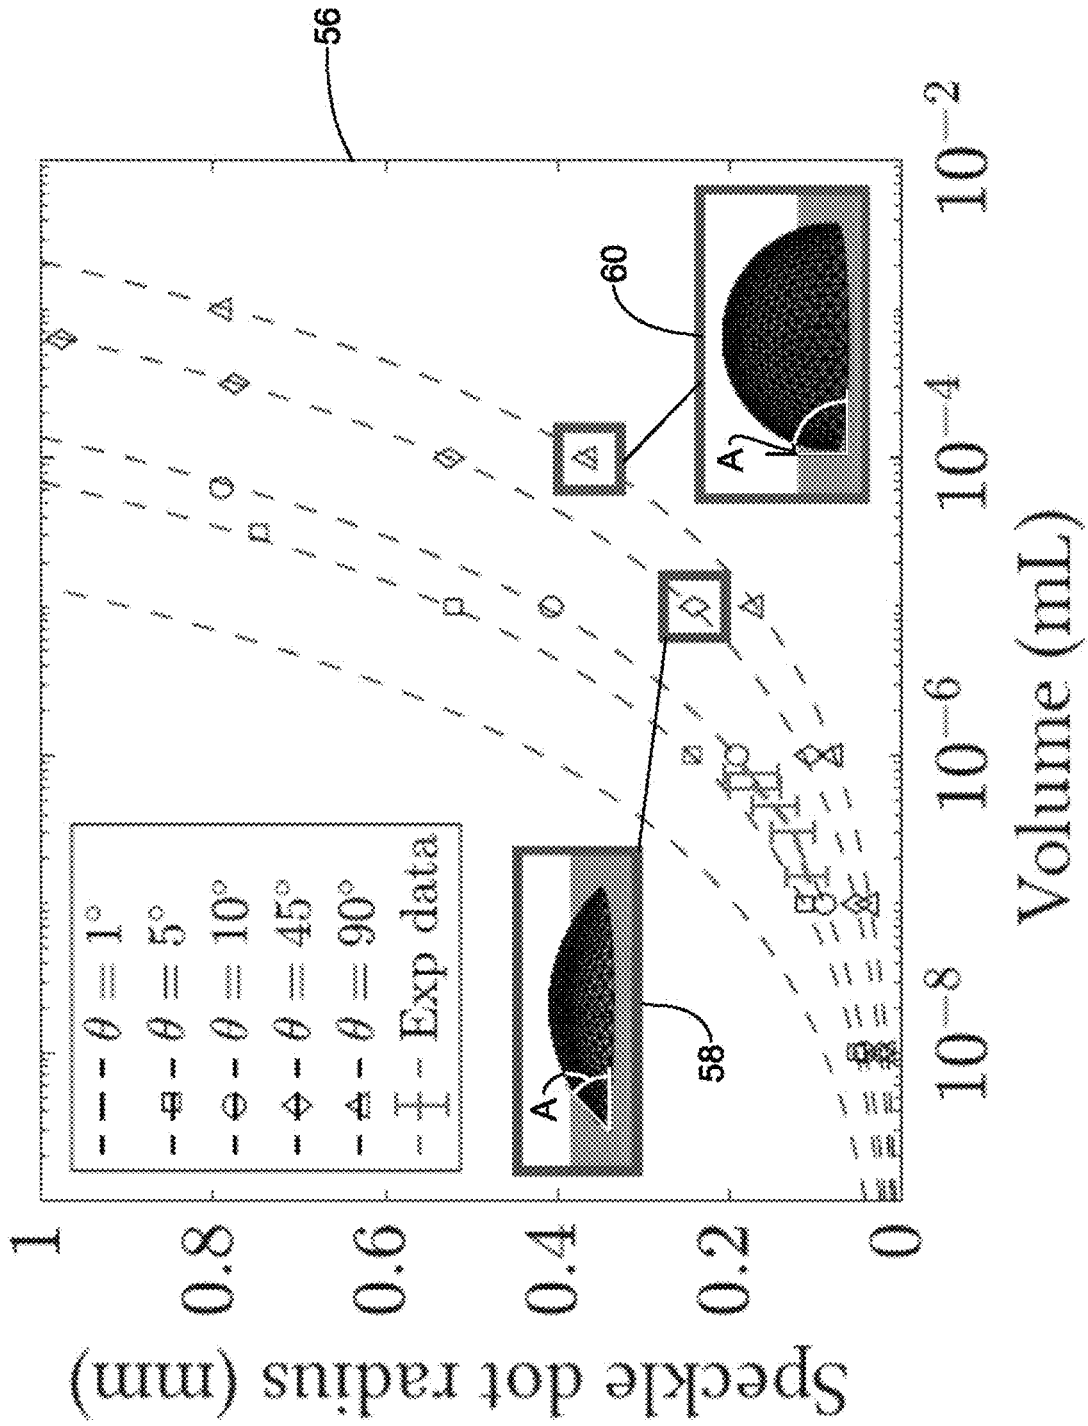 Speckle dot radius (mm)
1
0.8
0.6
0.4
0.2
0
θ = 1°
θ = 5°
θ = 10°
θ = 45°
θ = 90°
Exp data
56
A
58
60
A
10⁻⁸
10⁻⁶
10⁻⁴
10⁻²
Volume (mL)